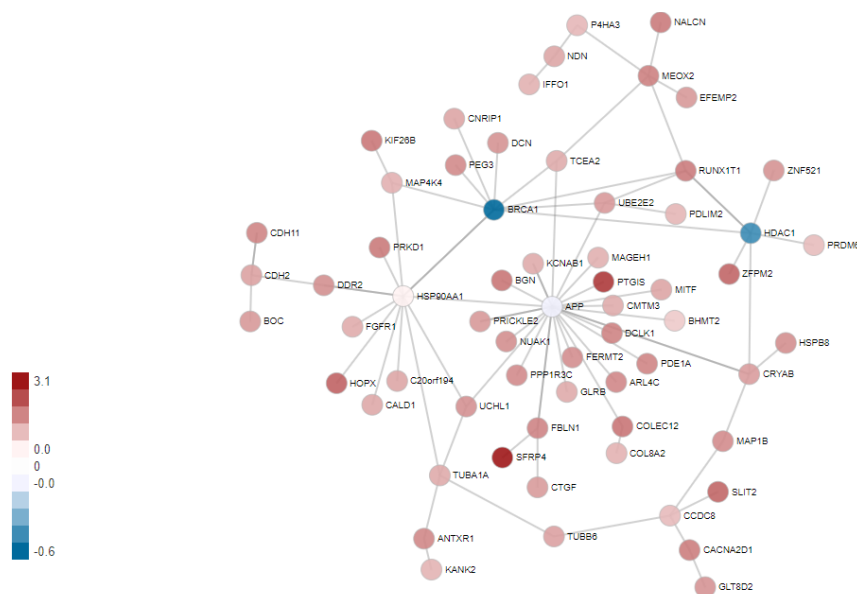 P4HA3
NALCN
NDN
MEOX2
IFFO1
EFEMP2
CNRIP1
DCN
KIF26B
PEG3
TCEA2
RUNX1T1
ZNF521
MAP4K4
UBE2E2
BRCA1
PDLIM2
CDH11
HDAC1
PRDM6
PRKD1
MAGEH1
KCNAB1
CDH2
ZFPM2
BGN
PTGIS
DDR2
MITF
HSP90AA1
APP
CMTM3
BOC
PRICKLE2
BHMT2
FGFR1
DCLK1
NUAK1
HSPB8
FERMT2
PDE1A
PPP1R3C
CRYAB
HOPX
C20orf194
ARL4C
GLRB
CALD1
UCHL1
3.1
FBLN1
COLEC12
MAP1B
0.0
COL8A2
SFRP4
0
TUBA1A
-0.0
CTGF
SLIT2
CCDC8
ANTXR1
TUBB6
-0.6
CACNA2D1
KANK2
GLT8D2